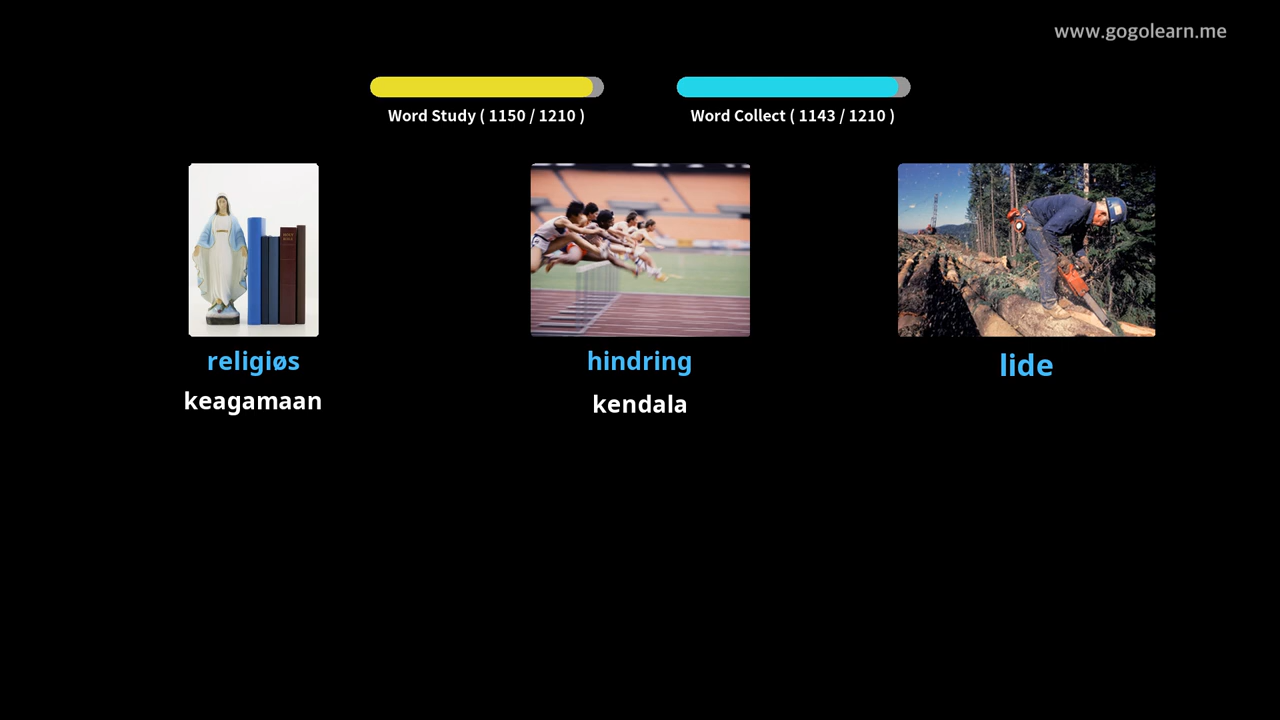 www.gogolearn.me
Word Study ( 1150 / 1210 )
Word Collect ( 1143 / 1210 )
religiøs
hindring
lide
keagamaan
kendala